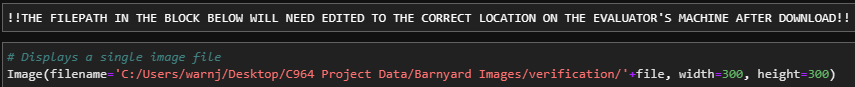 !!THE FILEPATH IN THE BLOCK BELOW WILL NEED EDITED TO THE CORRECT LOCATION ON THE EVALUATOR'S MACHINE AFTER DOWNLOAD!!
# Displays a single image file
Image(filename='C:/Users/warnj/Desktop/C964 Project Data/Barnyard Images/verification/'+file, width=300, height=300)